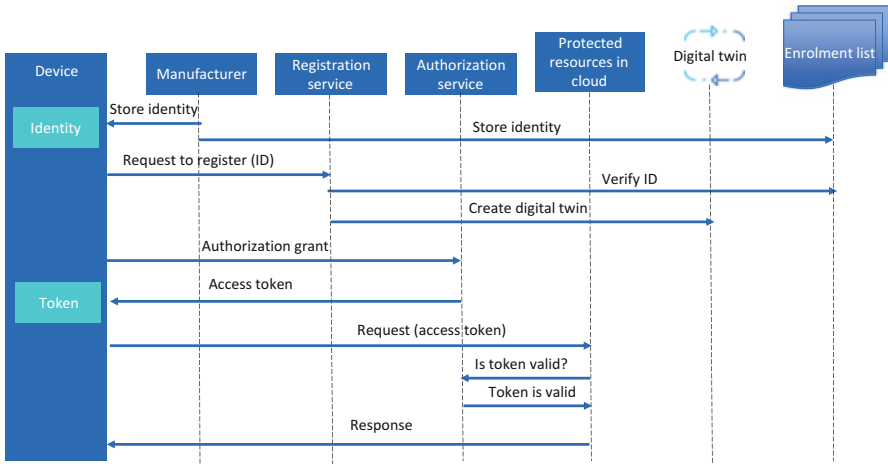 Device
Manufacturer
Registration
service
Authorization
service
Protected
resources in
cloud
Digital twin
Enrolment list
Store identity
Identity
Store identity
Request to register (ID)
Verify ID
Create digital twin
Authorization grant
Access token
Token
Request (access token)
Is token valid?
Token is valid
Response